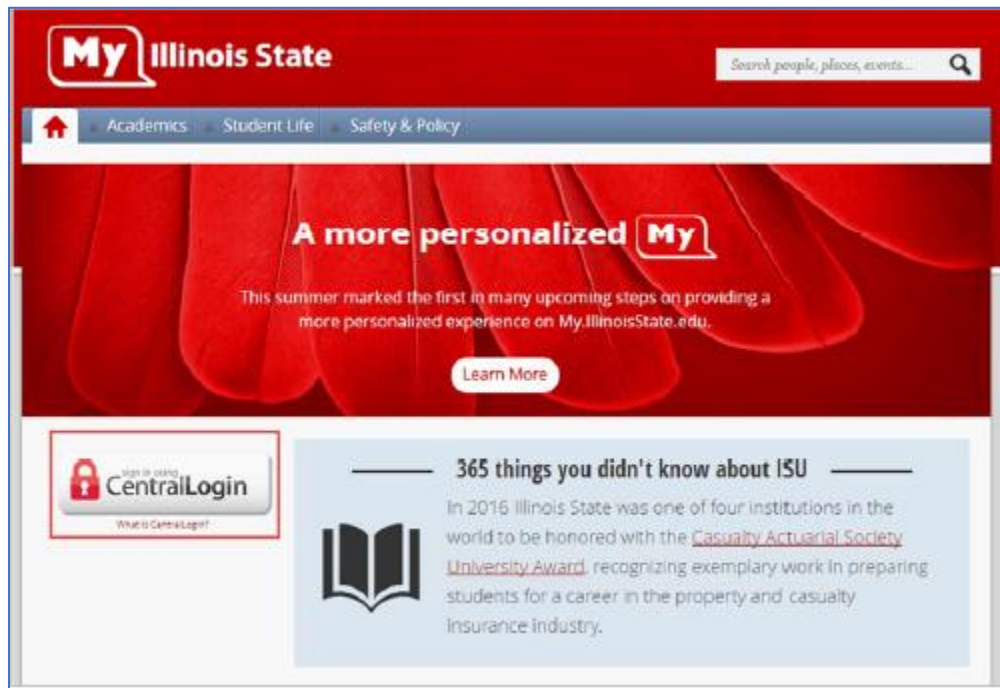 My Illinois State
Search people, places, events...
Academics Student Life Safety & Policy
A more personalized My
This summer marked the first in many upcoming steps on providing a
more personalized experience on My.IllinoisState.edu.
Learn More
sign in using
CentralLogin
What is CentralLogin?
365 things you didn't know about ISU
In 2016 Illinois State was one of four institutions in the
world to be honored with the Casualty Actuarial Society
University Award, recognizing exemplary work in preparing
students for a career in the property and casualty
insurance industry.